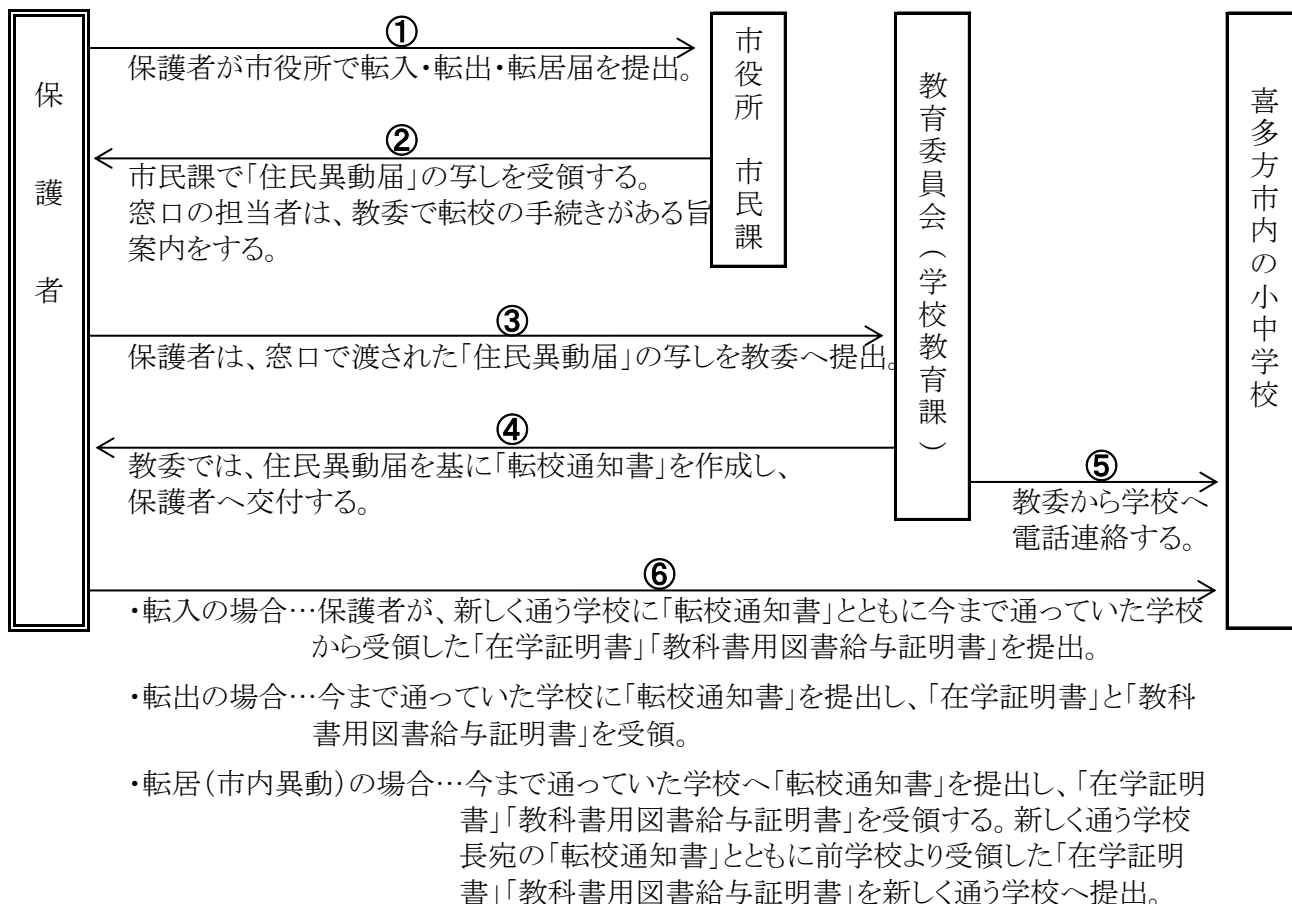 保護者
①
保護者が市役所で転入・転出・転居届を提出。
市役所　市民課
②
市民課で「住民異動届」の写しを受領する。
窓口の担当者は、教委で転校の手続きがある旨
案内をする。
③
保護者は、窓口で渡された「住民異動届」の写しを教委へ提出。
教育委員会（学校教育課）
④
教委では、住民異動届を基に「転校通知書」を作成し、
保護者へ交付する。
⑤
教委から学校へ
電話連絡する。
喜多方市内の小中学校
⑥
・転入の場合…保護者が、新しく通う学校に「転校通知書」とともに今まで通っていた学校
から受領した「在学証明書」「教科書用図書給与証明書」を提出。
・転出の場合…今まで通っていた学校に「転校通知書」を提出し、「在学証明書」と「教科
書用図書給与証明書」を受領。
・転居（市内異動）の場合…今まで通っていた学校へ「転校通知書」を提出し、「在学証明
書」「教科書用図書給与証明書」を受領する。新しく通う学校
長宛の「転校通知書」とともに前学校より受領した「在学証明
書」「教科書用図書給与証明書」を新しく通う学校へ提出。